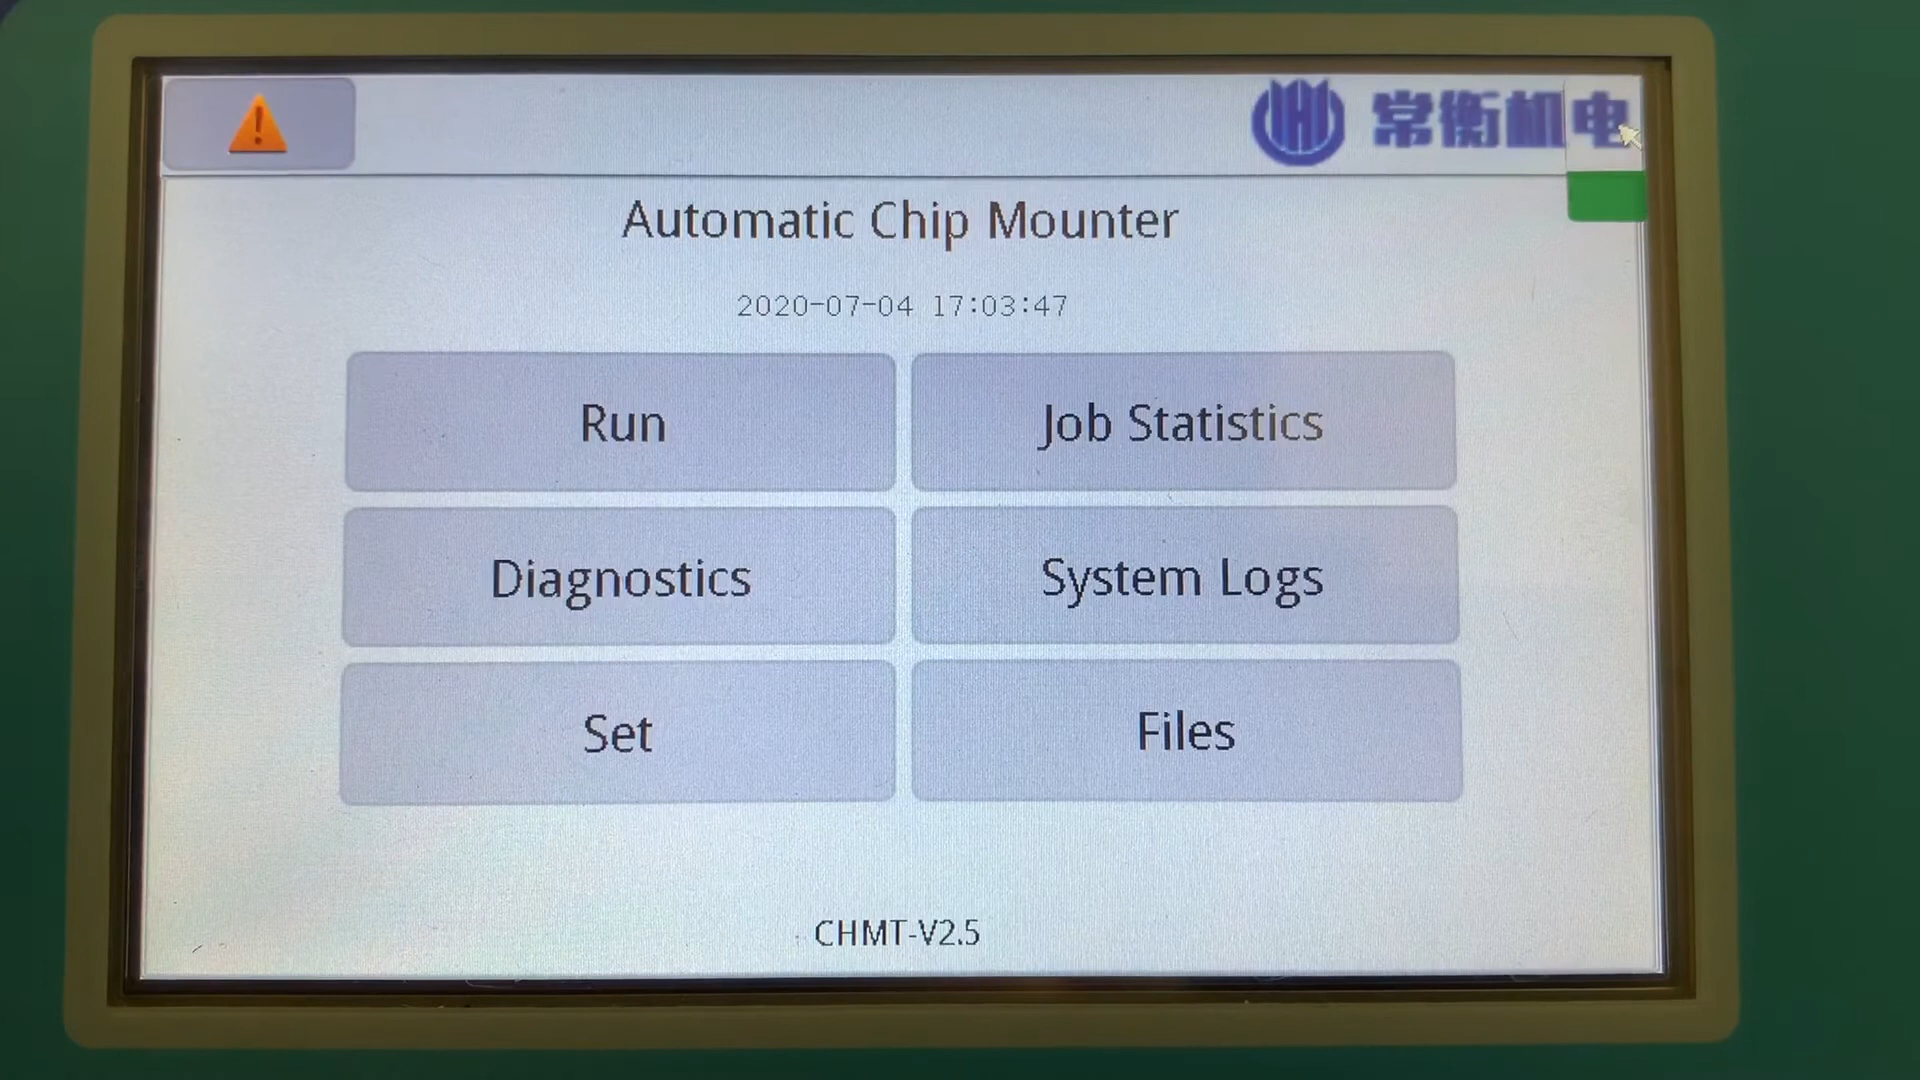 常衡机电
Automatic Chip Mounter
2020-07-04 17:03:47
Run
Job Statistics
Diagnostics
System Logs
Set
Files
CHMT-V2.5